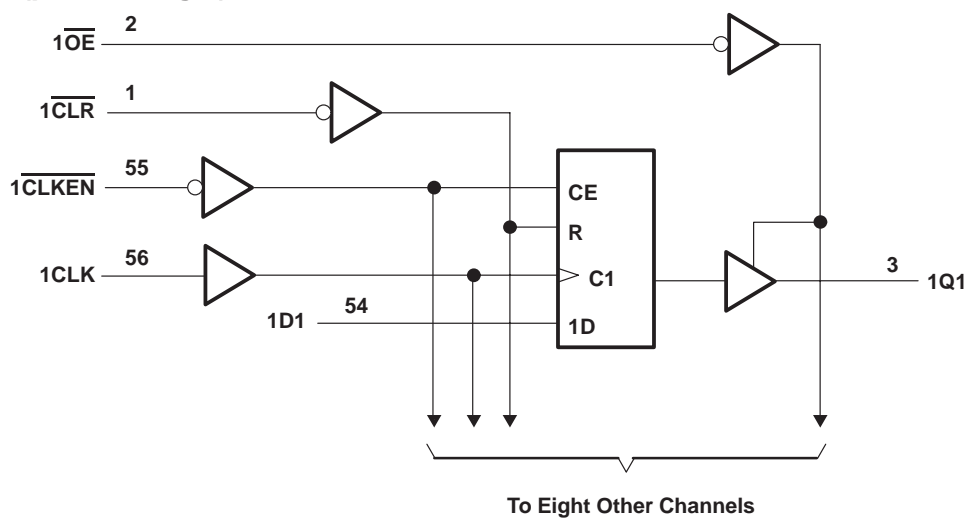 2
1OE
1
1CLR
55
1CLKEN
CE
R
56
1CLK
C1
3
1Q1
54
1D1
1D
To Eight Other Channels